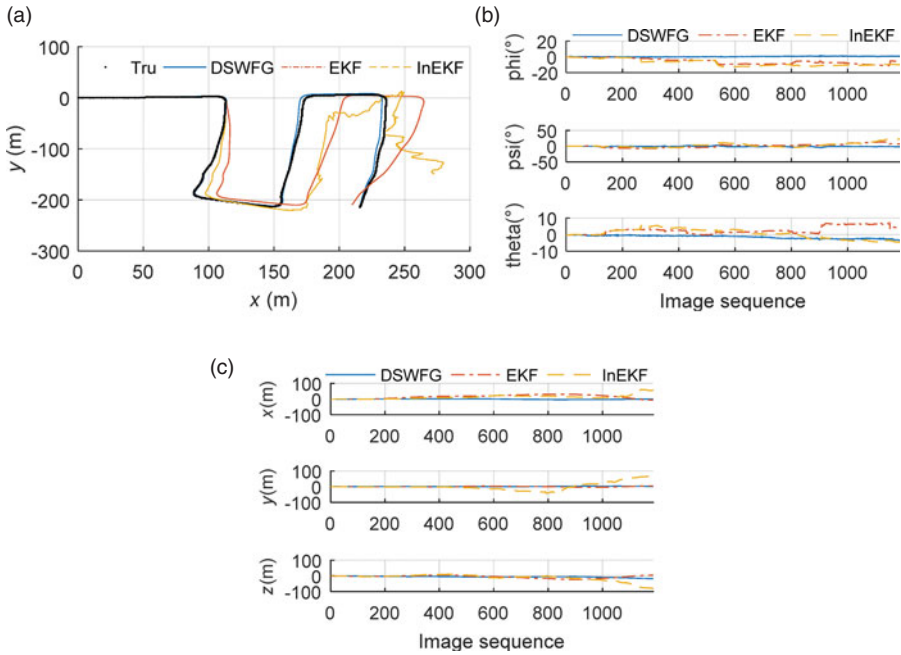 (a)
100
0
-100
-200
-300
y (m)
Tru DSWFG EKF InEKF
0 50 100 150 200 250 300
x (m)
(b)
DSWFG EKF InEKF
20
0
-20
phi(°)
0 200 400 600 800 1000
50
0
-50
psi(°)
0 200 400 600 800 1000
10
0
-10
theta(°)
0 200 400 600 800 1000
Image sequence
(c)
DSWFG EKF InEKF
100
0
-100
x(m)
0 200 400 600 800 1000
100
0
-100
y(m)
0 200 400 600 800 1000
100
0
-100
z(m)
0 200 400 600 800 1000
Image sequence